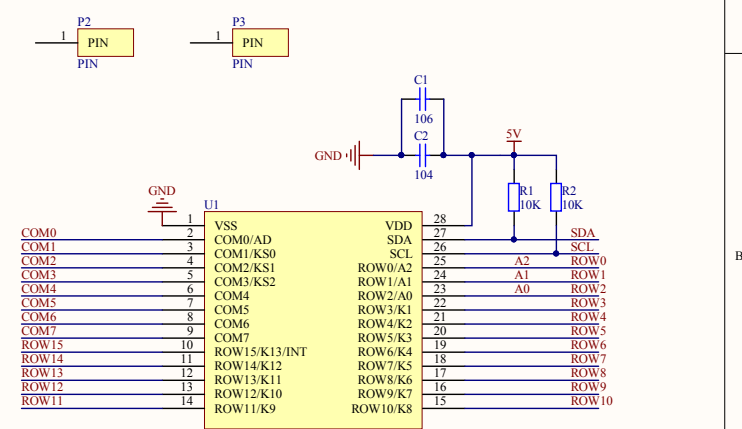 P2 P3
1 PIN 1 PIN
PIN PIN
C1
106
C2
5V
GND
104
GND R1 R2
U1 10K 10K
1 VSS VDD 28
COM0 2 COM0/AD SDA 27 SDA
COM1 3 COM1/KS0 SCL 26 SCL
COM2 4 COM2/KS1 ROW0/A2 25 A2 ROW0
COM3 5 COM3/KS2 ROW1/A1 24 A1 ROW1
COM4 6 COM4 ROW2/A0 23 A0 ROW2
COM5 7 COM5 ROW3/K1 22 ROW3
COM6 8 COM6 ROW4/K2 21 ROW4
COM7 9 COM7 ROW5/K3 20 ROW5
ROW15 10 ROW15/K13/INT ROW6/K4 19 ROW6
ROW14 11 ROW14/K12 ROW7/K5 18 ROW7
ROW13 12 ROW13/K11 ROW8/K6 17 ROW8
ROW12 13 ROW12/K10 ROW9/K7 16 ROW9
ROW11 14 ROW11/K9 ROW10/K8 15 ROW10
B